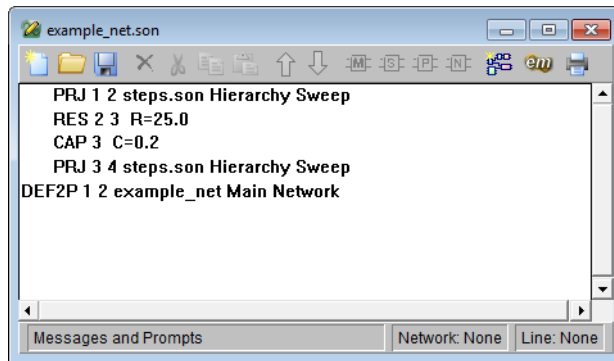 example_net.son
M S P N em
PRJ 1 2 steps.son Hierarchy Sweep
RES 2 3 R=25.0
CAP 3 C=0.2
PRJ 3 4 steps.son Hierarchy Sweep
DEF2P 1 2 example_net Main Network
Messages and Prompts Network: None Line: None